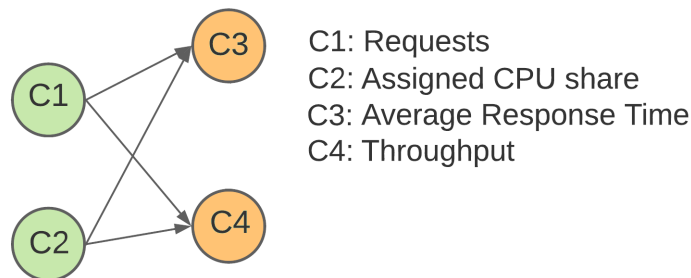 C1
C2
C3
C4
C1: Requests
C2: Assigned CPU share
C3: Average Response Time
C4: Throughput